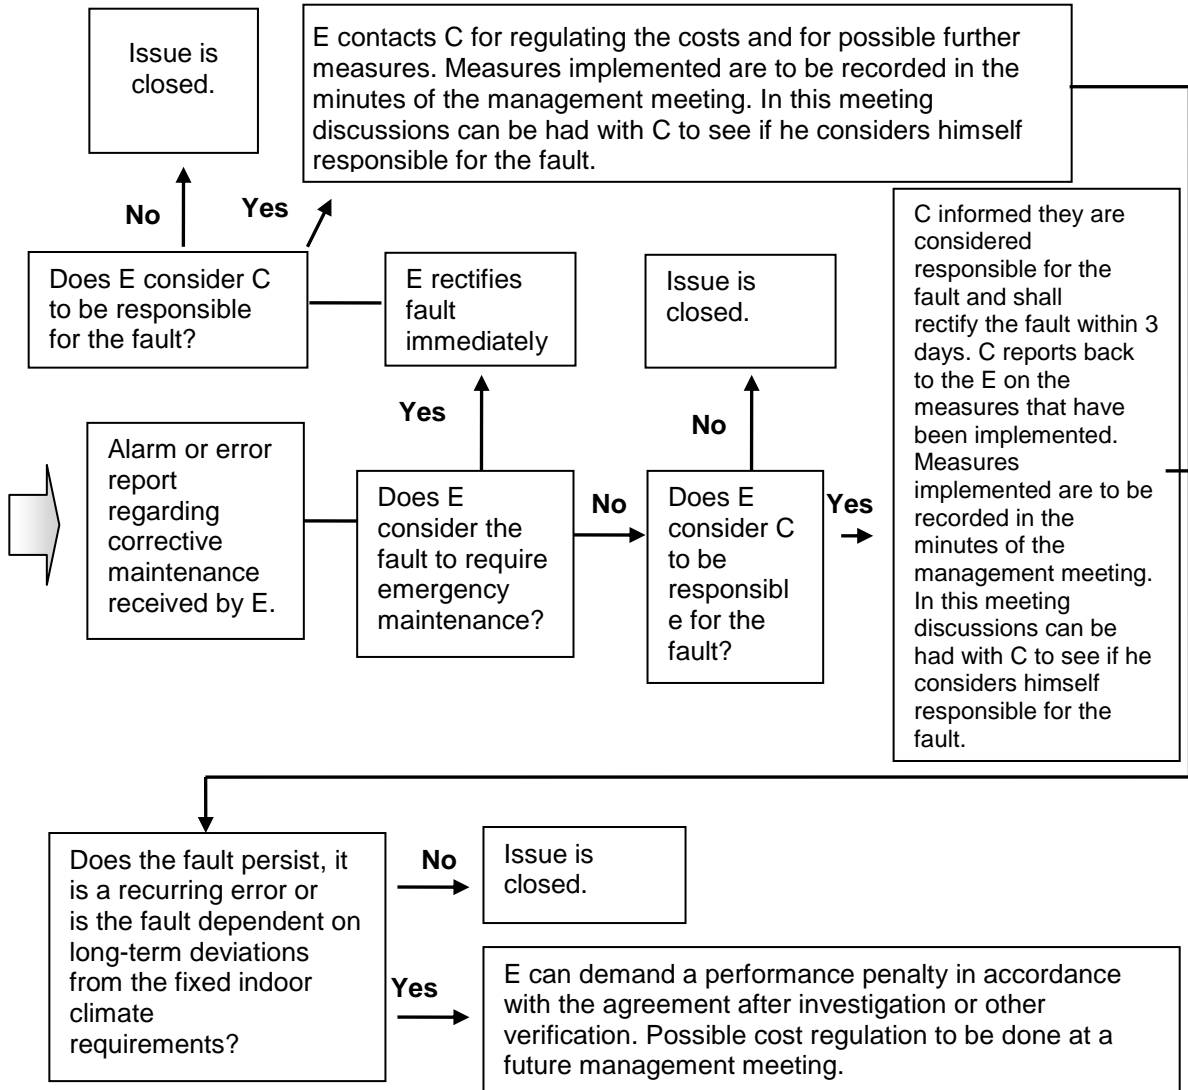 Issue is
closed.
E contacts C for regulating the costs and for possible further
measures. Measures implemented are to be recorded in the
minutes of the management meeting. In this meeting
discussions can be had with C to see if he considers himself
responsible for the fault.
No
Yes
Does E consider C
to be responsible
for the fault?
E rectifies
fault
immediately
Issue is
closed.
C informed they are
considered
responsible for the
fault and shall
rectify the fault within 3
days. C reports back
to the E on the
measures that have
been implemented.
Measures
implemented are to be
recorded in the
minutes of the
management meeting.
In this meeting
discussions can be
had with C to see if he
considers himself
responsible for the
fault.
Yes
No
Alarm or error
report
regarding
corrective
maintenance
received by E.
Does E
consider the
fault to require
emergency
maintenance?
No
Does E
consider C
to be
responsibl
e for the
fault?
Yes
Does the fault persist, it
is a recurring error or
is the fault dependent on
long-term deviations
from the fixed indoor
climate
requirements?
No
Issue is
closed.
Yes
E can demand a performance penalty in accordance
with the agreement after investigation or other
verification. Possible cost regulation to be done at a
future management meeting.